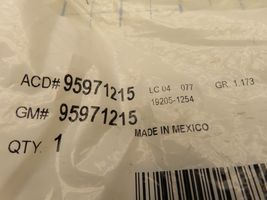 ACD# 95971215 LC 04 077 GR. 1.173
19205-1254
GM# 95971215
MADE IN MEXICO
QTY. 1